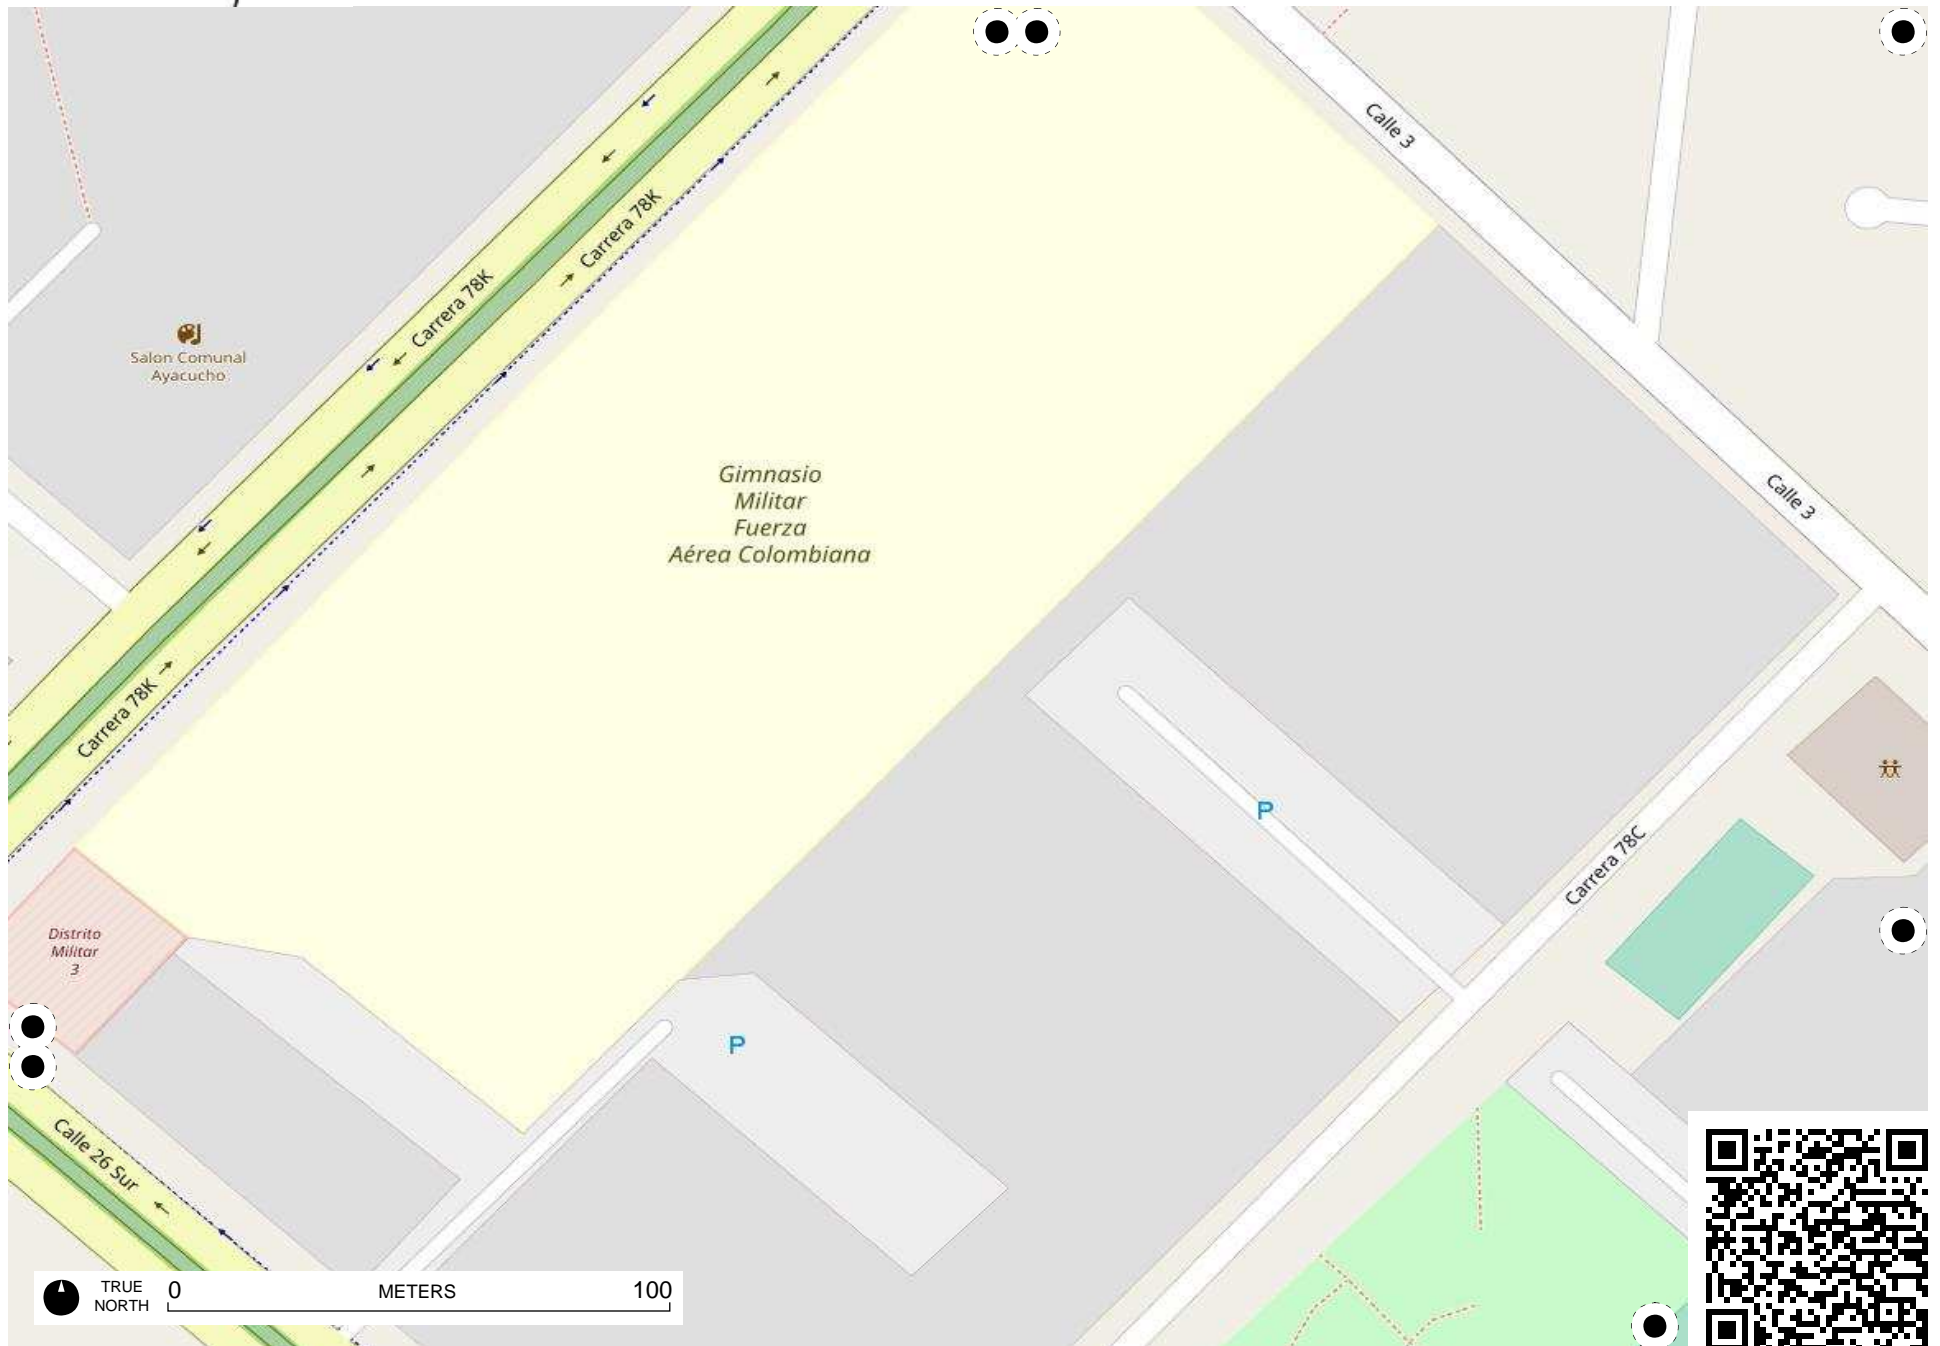 Calle 3
Carrera 78K
Carrera 78K
Salon Comunal
Ayacucho
Gimnasio
Militar
Fuerza
Aérea Colombiana
Calle 3
Carrera 78K
P
Carrera 78C
Distrito
Militar
3
P
Calle 26 Sur
TRUE
NORTH
0 METERS 100